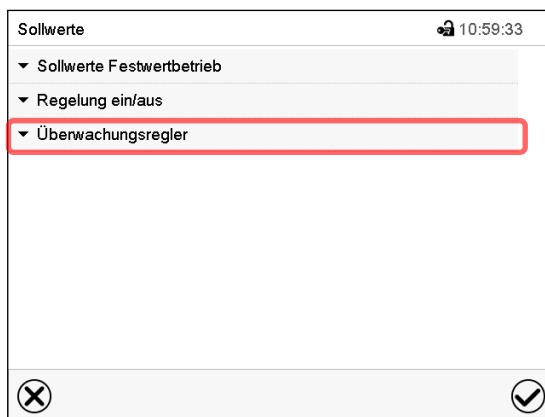 Sollwerte 10:59:33
Sollwerte Festwertbetrieb
Regelung ein/aus
Überwachungsregler